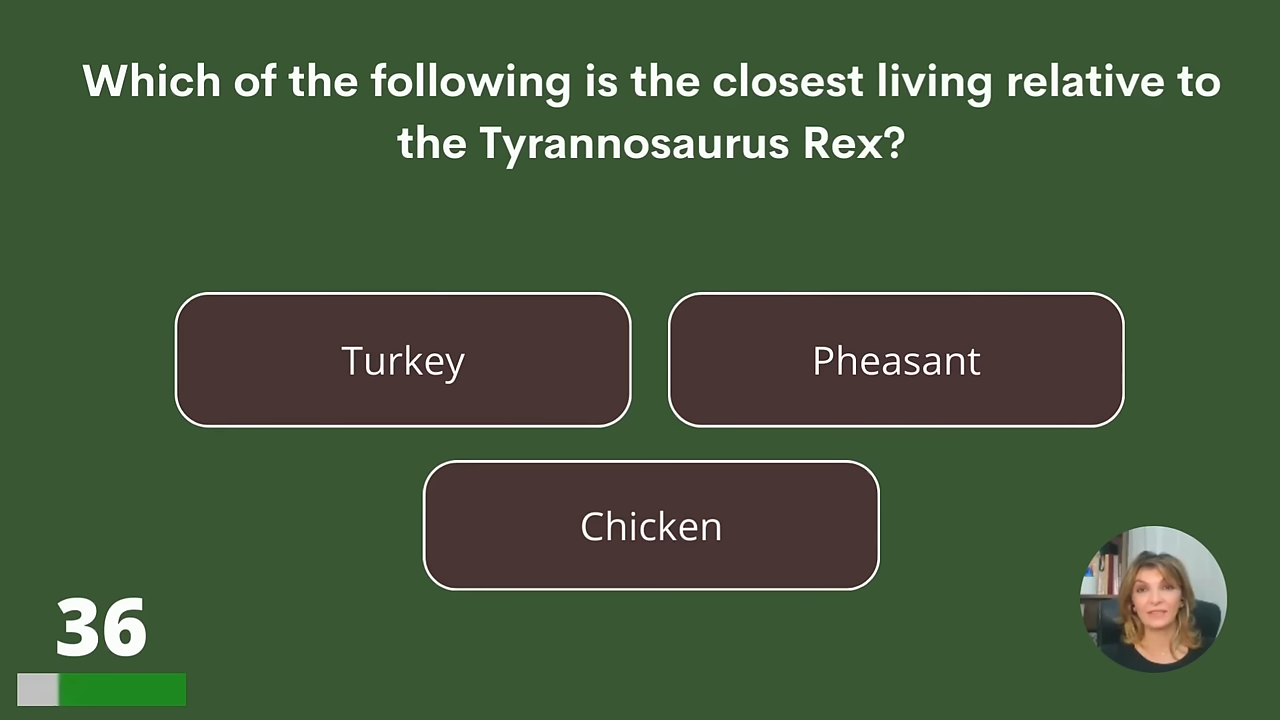 Which of the following is the closest living relative to
the Tyrannosaurus Rex?
Turkey
Pheasant
Chicken
36